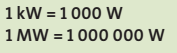 1 kW = 1 000 W
1 MW = 1 000 000 W